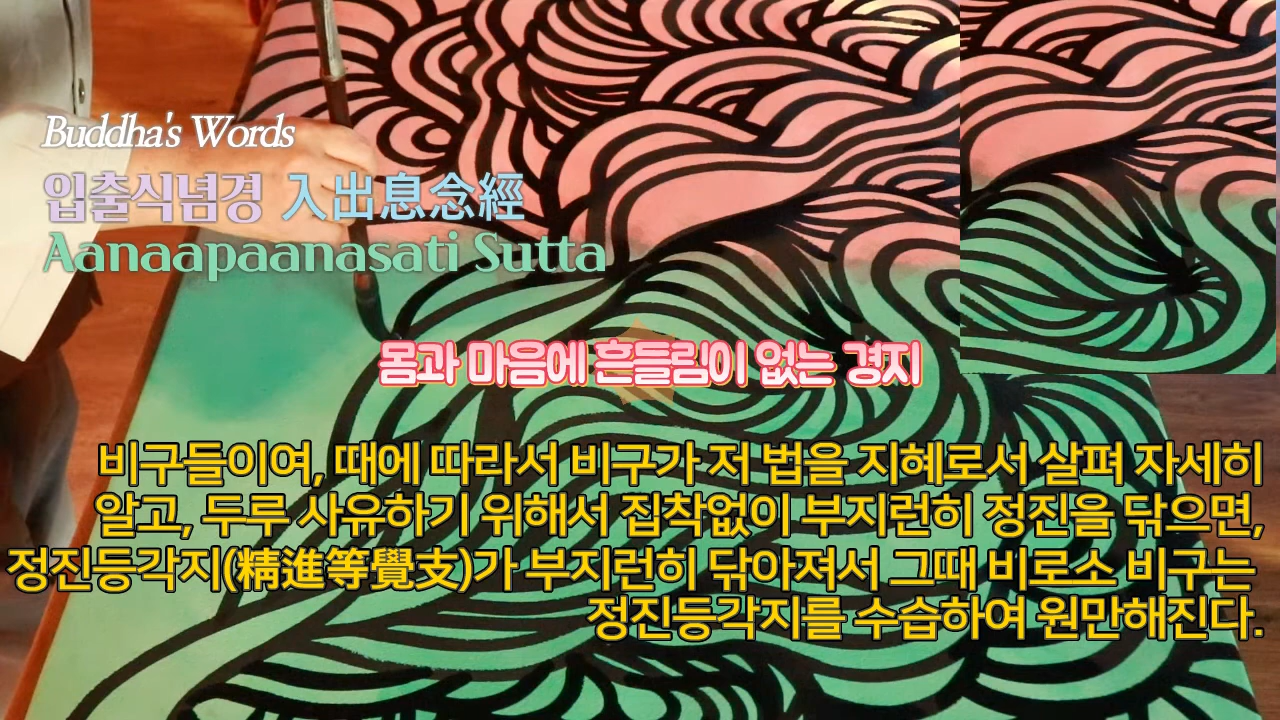 Buddha's Words
입출식념경 入出息念經
Aanaapaanasati Sutta
몸과 마음에 흔들림이 없는 경지
비구들이여, 때에 따라서 비구가 저 법을 지혜로서 살펴 자세히
알고, 두루 사유하기 위해서 집착없이 부지런히 정진을 닦으면,
정진등각지(精進等覺支)가 부지런히 닦아져서 그때 비로소 비구는
정진등각지를 수습하여 원만해진다.